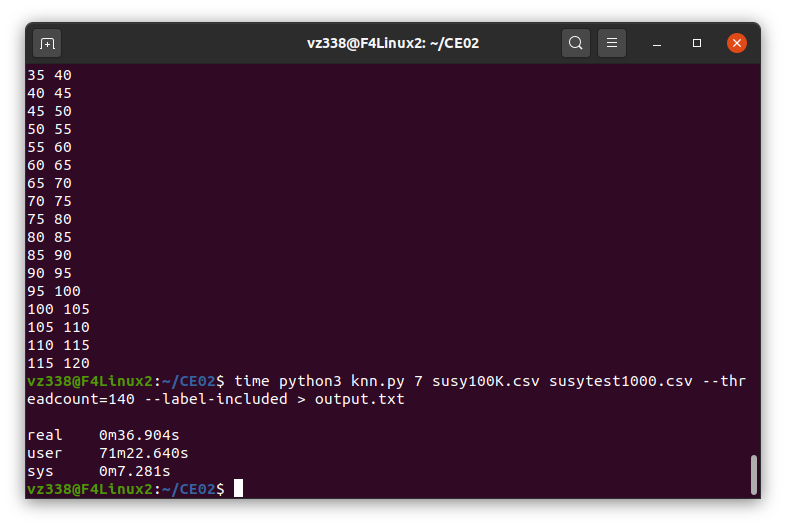 vz338@F4Linux2: ~/CE02
35 40
40 45
45 50
50 55
55 60
60 65
65 70
70 75
75 80
80 85
85 90
90 95
95 100
100 105
105 110
110 115
115 120
vz338@F4Linux2:~/CE02$ time python3 knn.py 7 susy100K.csv susytest1000.csv --thr
eadcount=140 --label-included > output.txt
real    0m36.904s
user    71m22.640s
sys     0m7.281s
vz338@F4Linux2:~/CE02$